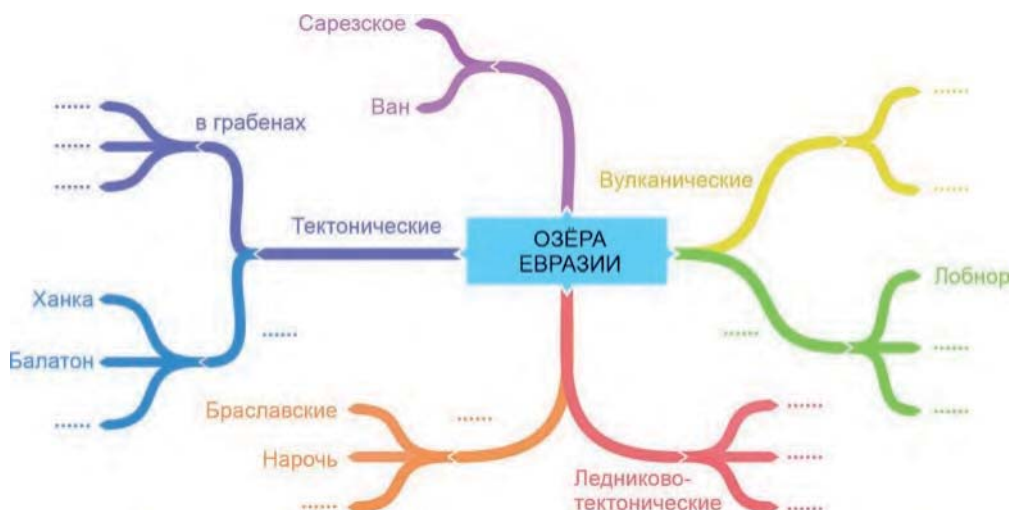 Сарезское
Ван
......
......
......
в грабенах
Тектонические
Ханка
Балатон
......
......
ОЗЁРА
ЕВРАЗИИ
Вулканические
......
......
......
Лобнор
......
......
Браславские
Нарочь
......
......
Ледниково-
тектонические
......
......
......